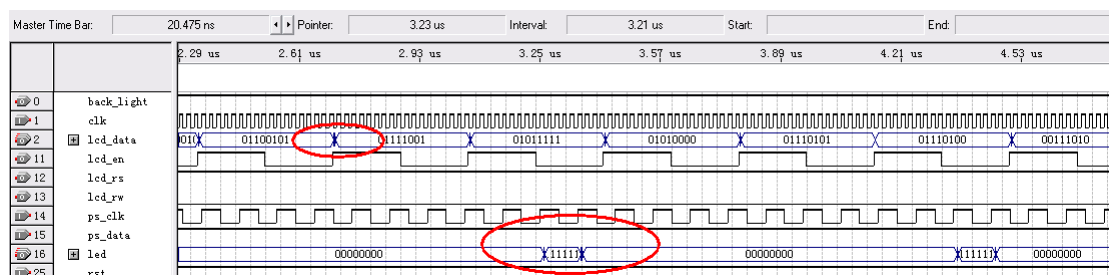 Master Time Bar: 20.475 ns Pointer: 3.23 us Interval: 3.21 us Start: End:
2.29 us 2.61 us 2.93 us 3.25 us 3.57 us 3.89 us 4.21 us 4.53 us
0 back_light
1 clk
2 lcd_data 010 01100101 01111001 01011111 01010000 01110101 01110100 00111010
11 lcd_en
12 lcd_rs
13 lcd_rw
14 ps_clk
15 ps_data
16 led 00000000 11111 00000000 11111 00000000
25 rst